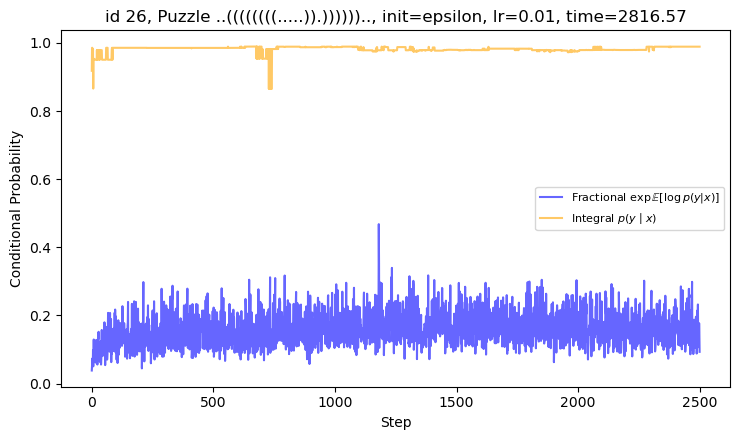 id 26, Puzzle ..((((((((.....)).))))))..., init=epsilon, lr=0.01, time=2816.57
Conditional Probability
1.0
0.8
0.6
0.4
0.2
0.0
Fractional exp𝔼[log p(y|x)]
Integral p(y | x)
0
500
1000
1500
2000
2500
Step